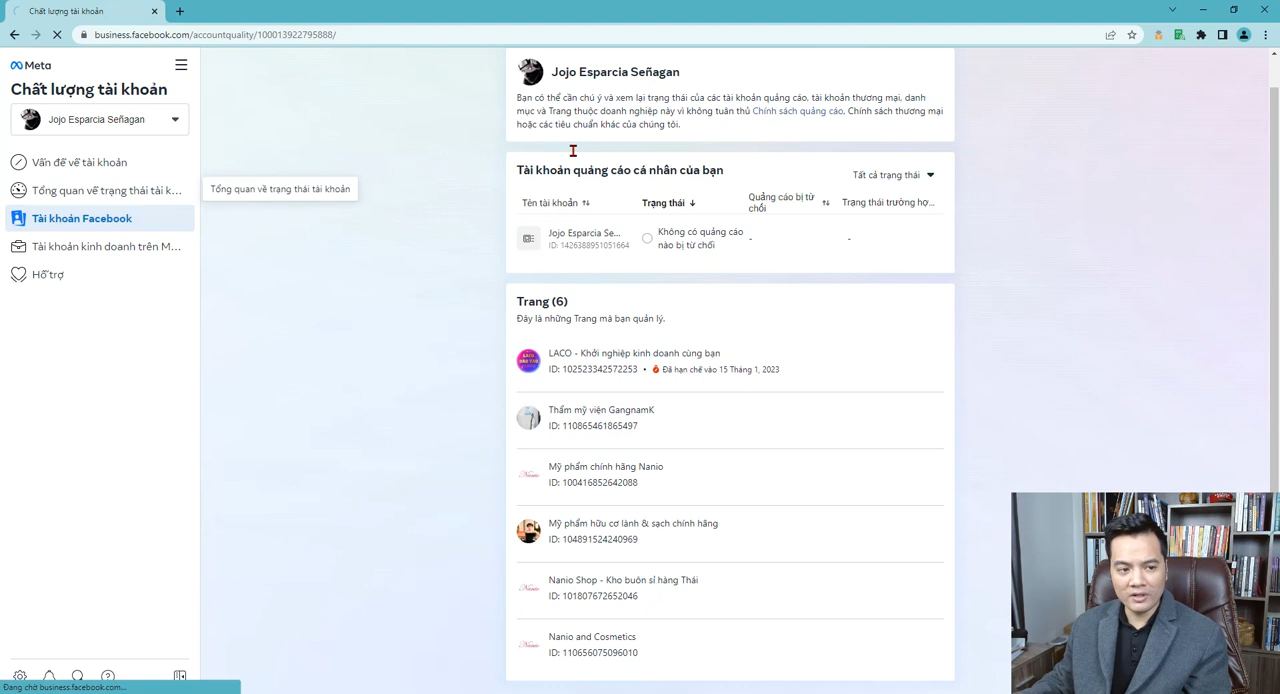 Chất lượng tài khoản
business.facebook.com/accountquality/100013922795888/
Meta
Chất lượng tài khoản
Jojo Esparcia Señagan
Vấn đề về tài khoản
Tổng quan về trạng thái tài k...
Tài khoản Facebook
Tài khoản kinh doanh trên M...
Hỗ trợ
Tổng quan về trạng thái tài khoản
Jojo Esparcia Señagan
Bạn có thể cần chú ý và xem lại trạng thái của các tài khoản quảng cáo, tài khoản thương mại, danh
mục và Trang thuộc doanh nghiệp này vì không tuân thủ Chính sách quảng cáo, Chính sách thương mại
hoặc các tiêu chuẩn khác của chúng tôi.
Tài khoản quảng cáo cá nhân của bạn
Tất cả trạng thái
Tên tài khoản
Trạng thái
Quảng cáo bị từ
chối
Trạng thái trường hợ...
Jojo Esparcia Se...
ID: 1426388951051664
Không có quảng cáo
nào bị từ chối
-
-
Trang (6)
Đây là những Trang mà bạn quản lý.
LACO - Khởi nghiệp kinh doanh cùng bạn
ID: 102523342572253 • Đã hạn chế vào 15 Tháng 1, 2023
Thẩm mỹ viện GangnamK
ID: 110865461865497
Mỹ phẩm chính hãng Nanio
ID: 100416852642088
Mỹ phẩm hữu cơ lành & sạch chính hãng
ID: 104891524240969
Nanio Shop - Kho buôn sỉ hàng Thái
ID: 101807672652046
Nanio and Cosmetics
ID: 110656075096010
Đang chờ business.facebook.com...